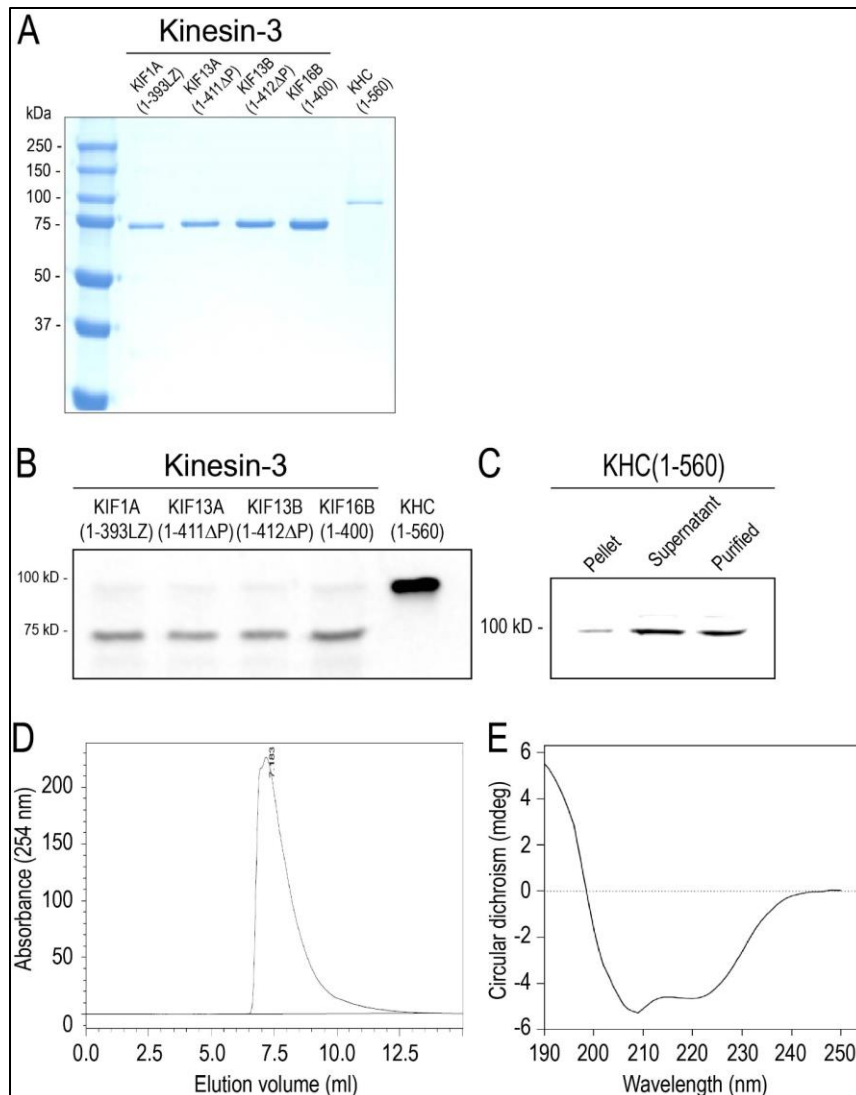 A
Kinesin-3
KIF1A
(1-393LZ)
KIF13A
(1-411ΔP)
KIF13B
(1-412ΔP)
KIF16B
(1-400)
KHC
(1-560)
kDa
250 -
150 -
100 -
75 -
50 -
37 -
B
Kinesin-3
KIF1A KIF13A KIF13B KIF16B KHC
(1-393LZ) (1-411ΔP) (1-412ΔP) (1-400) (1-560)
100 kD -
75 kD -
C
KHC(1-560)
Pellet
Supernatant
Purified
100 kD -
D
7.183
Absorbance (254 nm)
200
150
100
50
0
0.0 2.5 5.0 7.5 10.0 12.5
Elution volume (ml)
E
Circular dichroism (mdeg)
6
4
2
0
-2
-4
-6
190 200 210 220 230 240 250
Wavelength (nm)